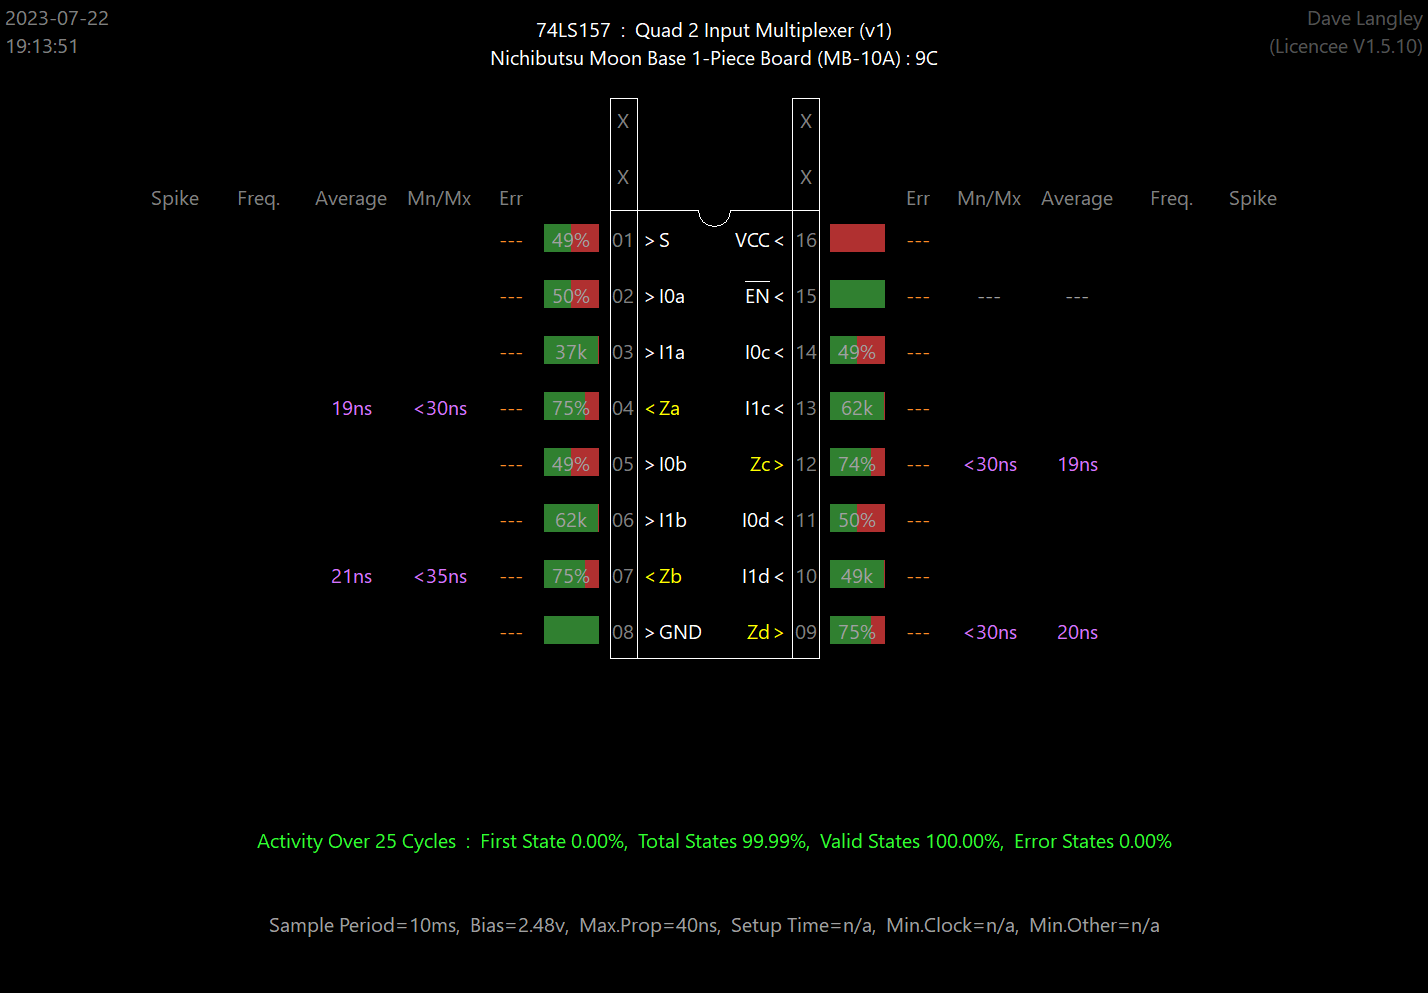 2023-07-22
19:13:51
74LS157 : Quad 2 Input Multiplexer (v1)
Nichibutsu Moon Base 1-Piece Board (MB-10A) : 9C
Dave Langley
(Licencee V1.5.10)
X X
X X
Spike Freq. Average Mn/Mx Err Err Mn/Mx Average Freq. Spike
--- 49% 01 >S VCC< 16 ---
--- 50% 02 >I0a EN< 15 --- --- ---
--- 37k 03 >I1a I0c< 14 49% ---
19ns <30ns --- 75% 04 <Za I1c< 13 62k ---
--- 49% 05 >I0b Zc> 12 74% --- <30ns 19ns
--- 62k 06 >I1b I0d< 11 50% ---
21ns <35ns --- 75% 07 <Zb I1d< 10 49k ---
--- 08 >GND Zd> 09 75% --- <30ns 20ns
Activity Over 25 Cycles : First State 0.00%, Total States 99.99%, Valid States 100.00%, Error States 0.00%
Sample Period=10ms, Bias=2.48v, Max.Prop=40ns, Setup Time=n/a, Min.Clock=n/a, Min.Other=n/a